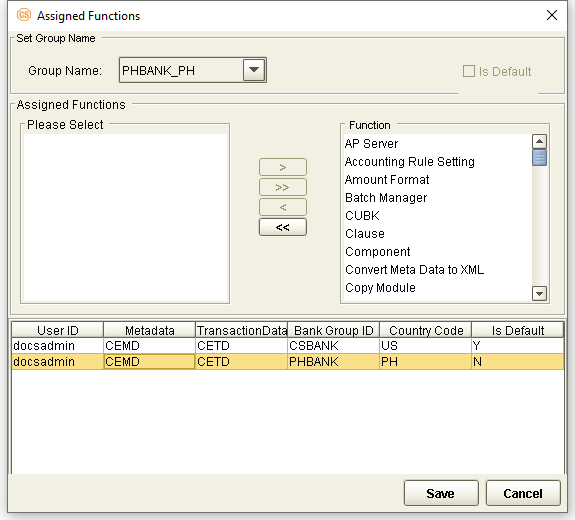 CS Assigned Functions
Set Group Name
Group Name: PHBANK_PH Is Default
Assigned Functions
Please Select
Function
AP Server
Accounting Rule Setting
Amount Format
Batch Manager
CUBK
Clause
Component
Convert Meta Data to XML
Copy Module
>
>>
<
<<
User ID Metadata TransactionData Bank Group ID Country Code Is Default
docsadmin CEMD CETD CSBANK US Y
docsadmin CEMD CETD PHBANK PH N
Save Cancel